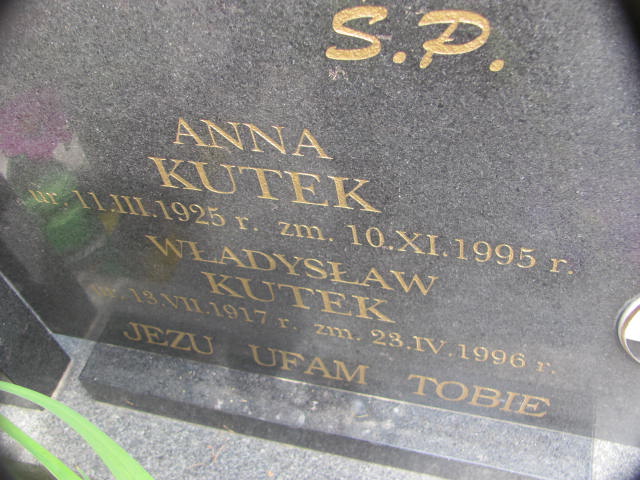 S.P.
ANNA
KUTEK
ur. 11.III.1925 r. zm. 10.XI.1995 r.
WŁADYSŁAW
KUTEK
ur. 13.VII.1917 r. zm. 23.IV.1996 r.
JEZU UFAM TOBIE